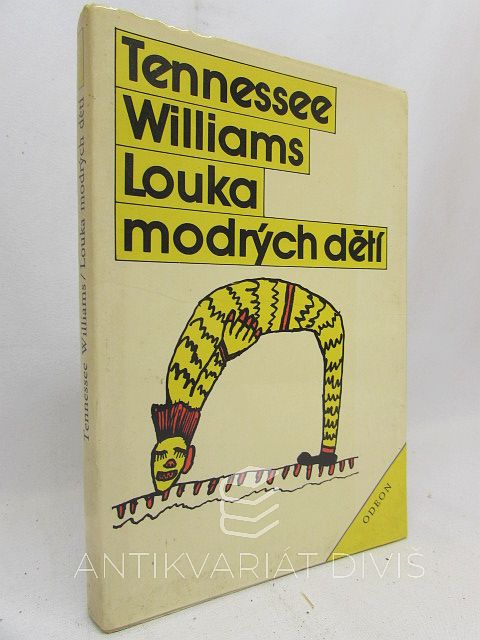 Tennessee
Williams
Louka
modrých dětí
Tennessee Williams / Louka modrých dětí
ODEON
ANTIKVARIÁT DIVIŠ